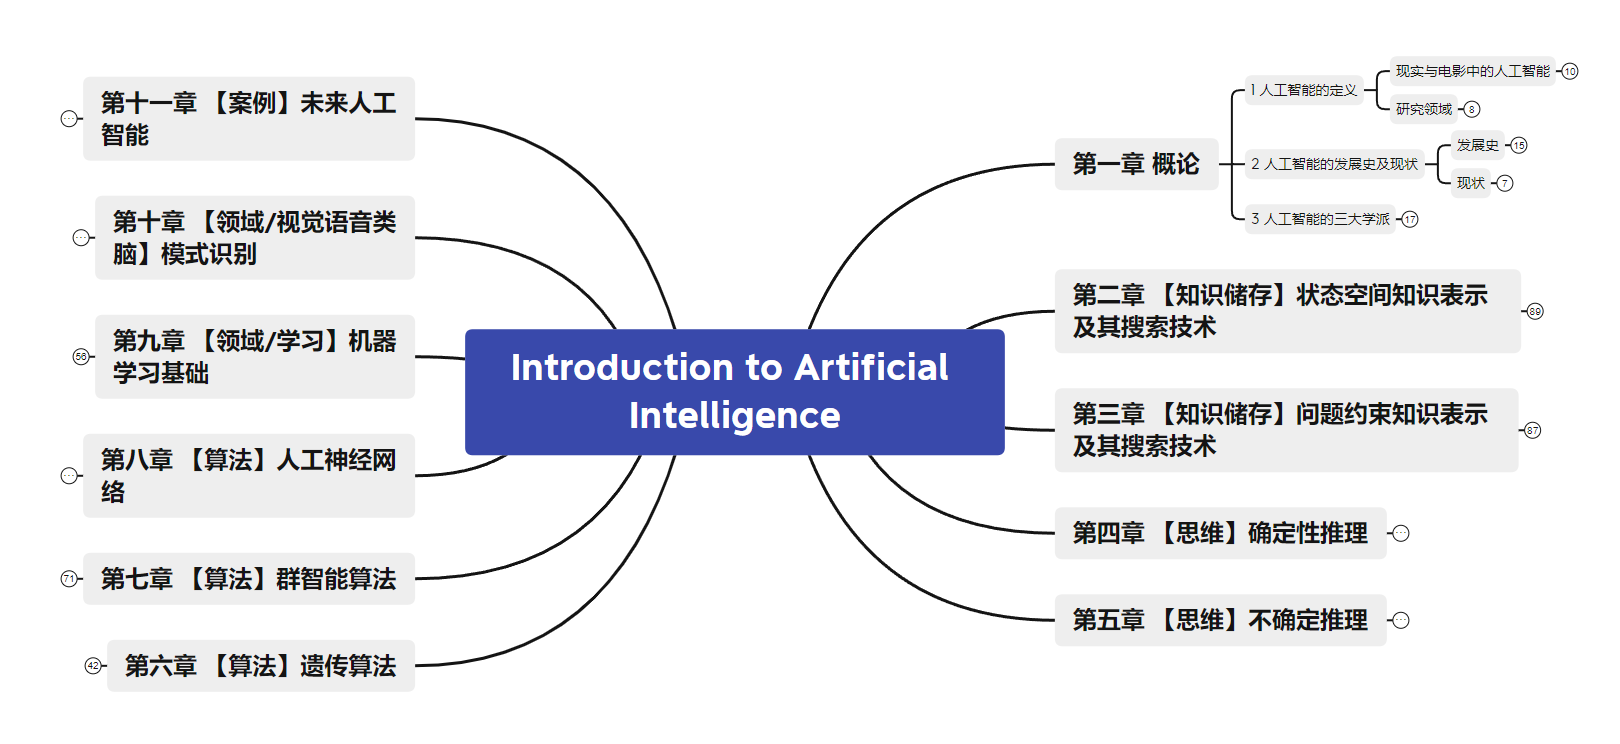 Introduction to Artificial
Intelligence
第一章 概论
1 人工智能的定义
现实与电影中的人工智能
10
研究领域
8
2 人工智能的发展史及现状
发展史
15
现状
7
3 人工智能的三大学派
17
第二章 【知识储存】状态空间知识表示
及其搜索技术
89
第三章 【知识储存】问题约束知识表示
及其搜索技术
87
第四章 【思维】确定性推理
...
第五章 【思维】不确定推理
...
第六章 【算法】遗传算法
42
第七章 【算法】群智能算法
71
第八章 【算法】人工神经网
络
...
第九章 【领域/学习】机器
学习基础
56
第十章 【领域/视觉语音类
脑】模式识别
...
第十一章 【案例】未来人工
智能
...